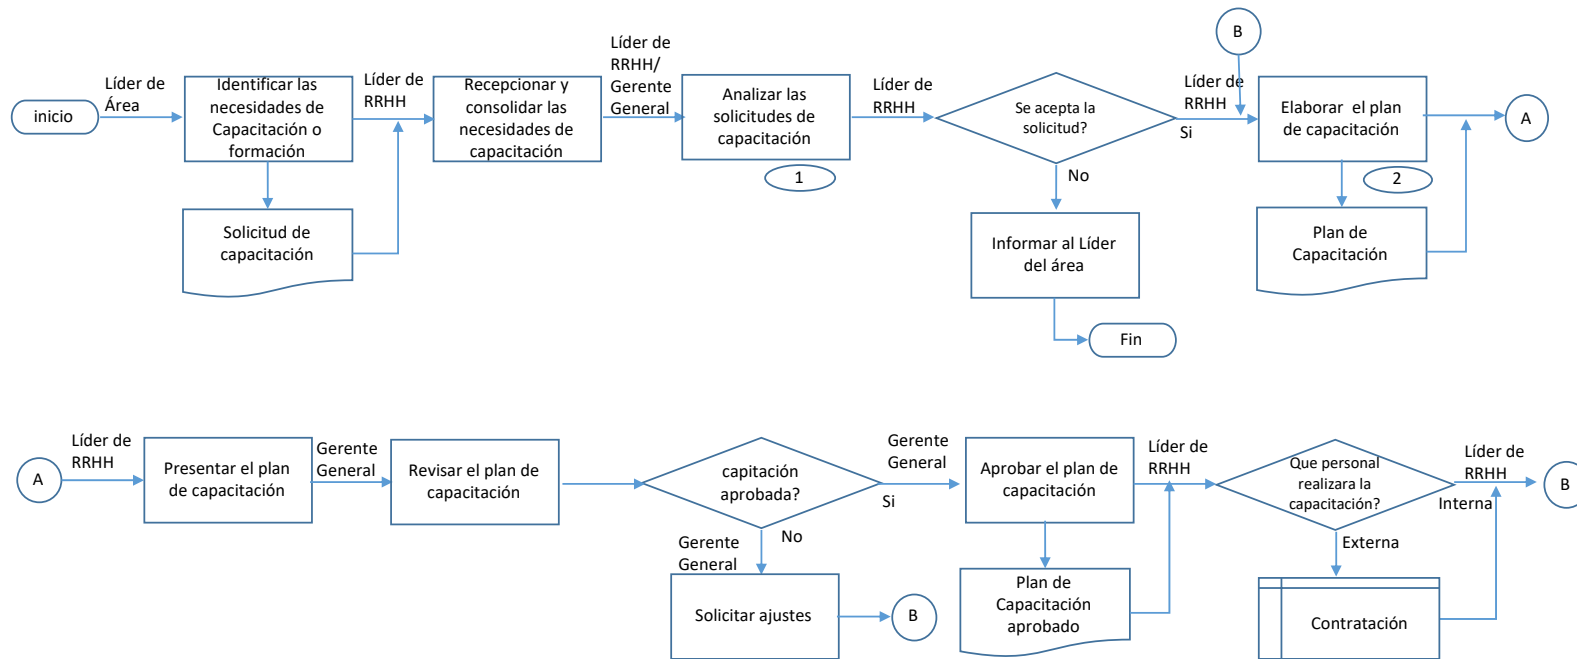 inicio
Líder de
Área
Identificar las
necesidades de
Capacitación o
formación
Solicitud de
capacitación
Líder de
RRHH
Recepcionar y
consolidar las
necesidades de
capacitación
Líder de
RRHH/
Gerente
General
Analizar las
solicitudes de
capacitación
1
Líder de
RRHH
Se acepta la
solicitud?
No
Informar al Líder
del área
Fin
Líder de
RRHH
Si
B
Elaborar el plan
de capacitación
2
Plan de
Capacitación
A
A
Líder de
RRHH
Presentar el plan
de capacitación
Gerente
General
Revisar el plan de
capacitación
capitación
aprobada?
No
Gerente
General
Solicitar ajustes
B
Gerente
General
Si
Aprobar el plan de
capacitación
Plan de
Capacitación
aprobado
Líder de
RRHH
Que personal
realizara la
capacitación?
Externa
Contratación
Líder de
RRHH
Interna
B